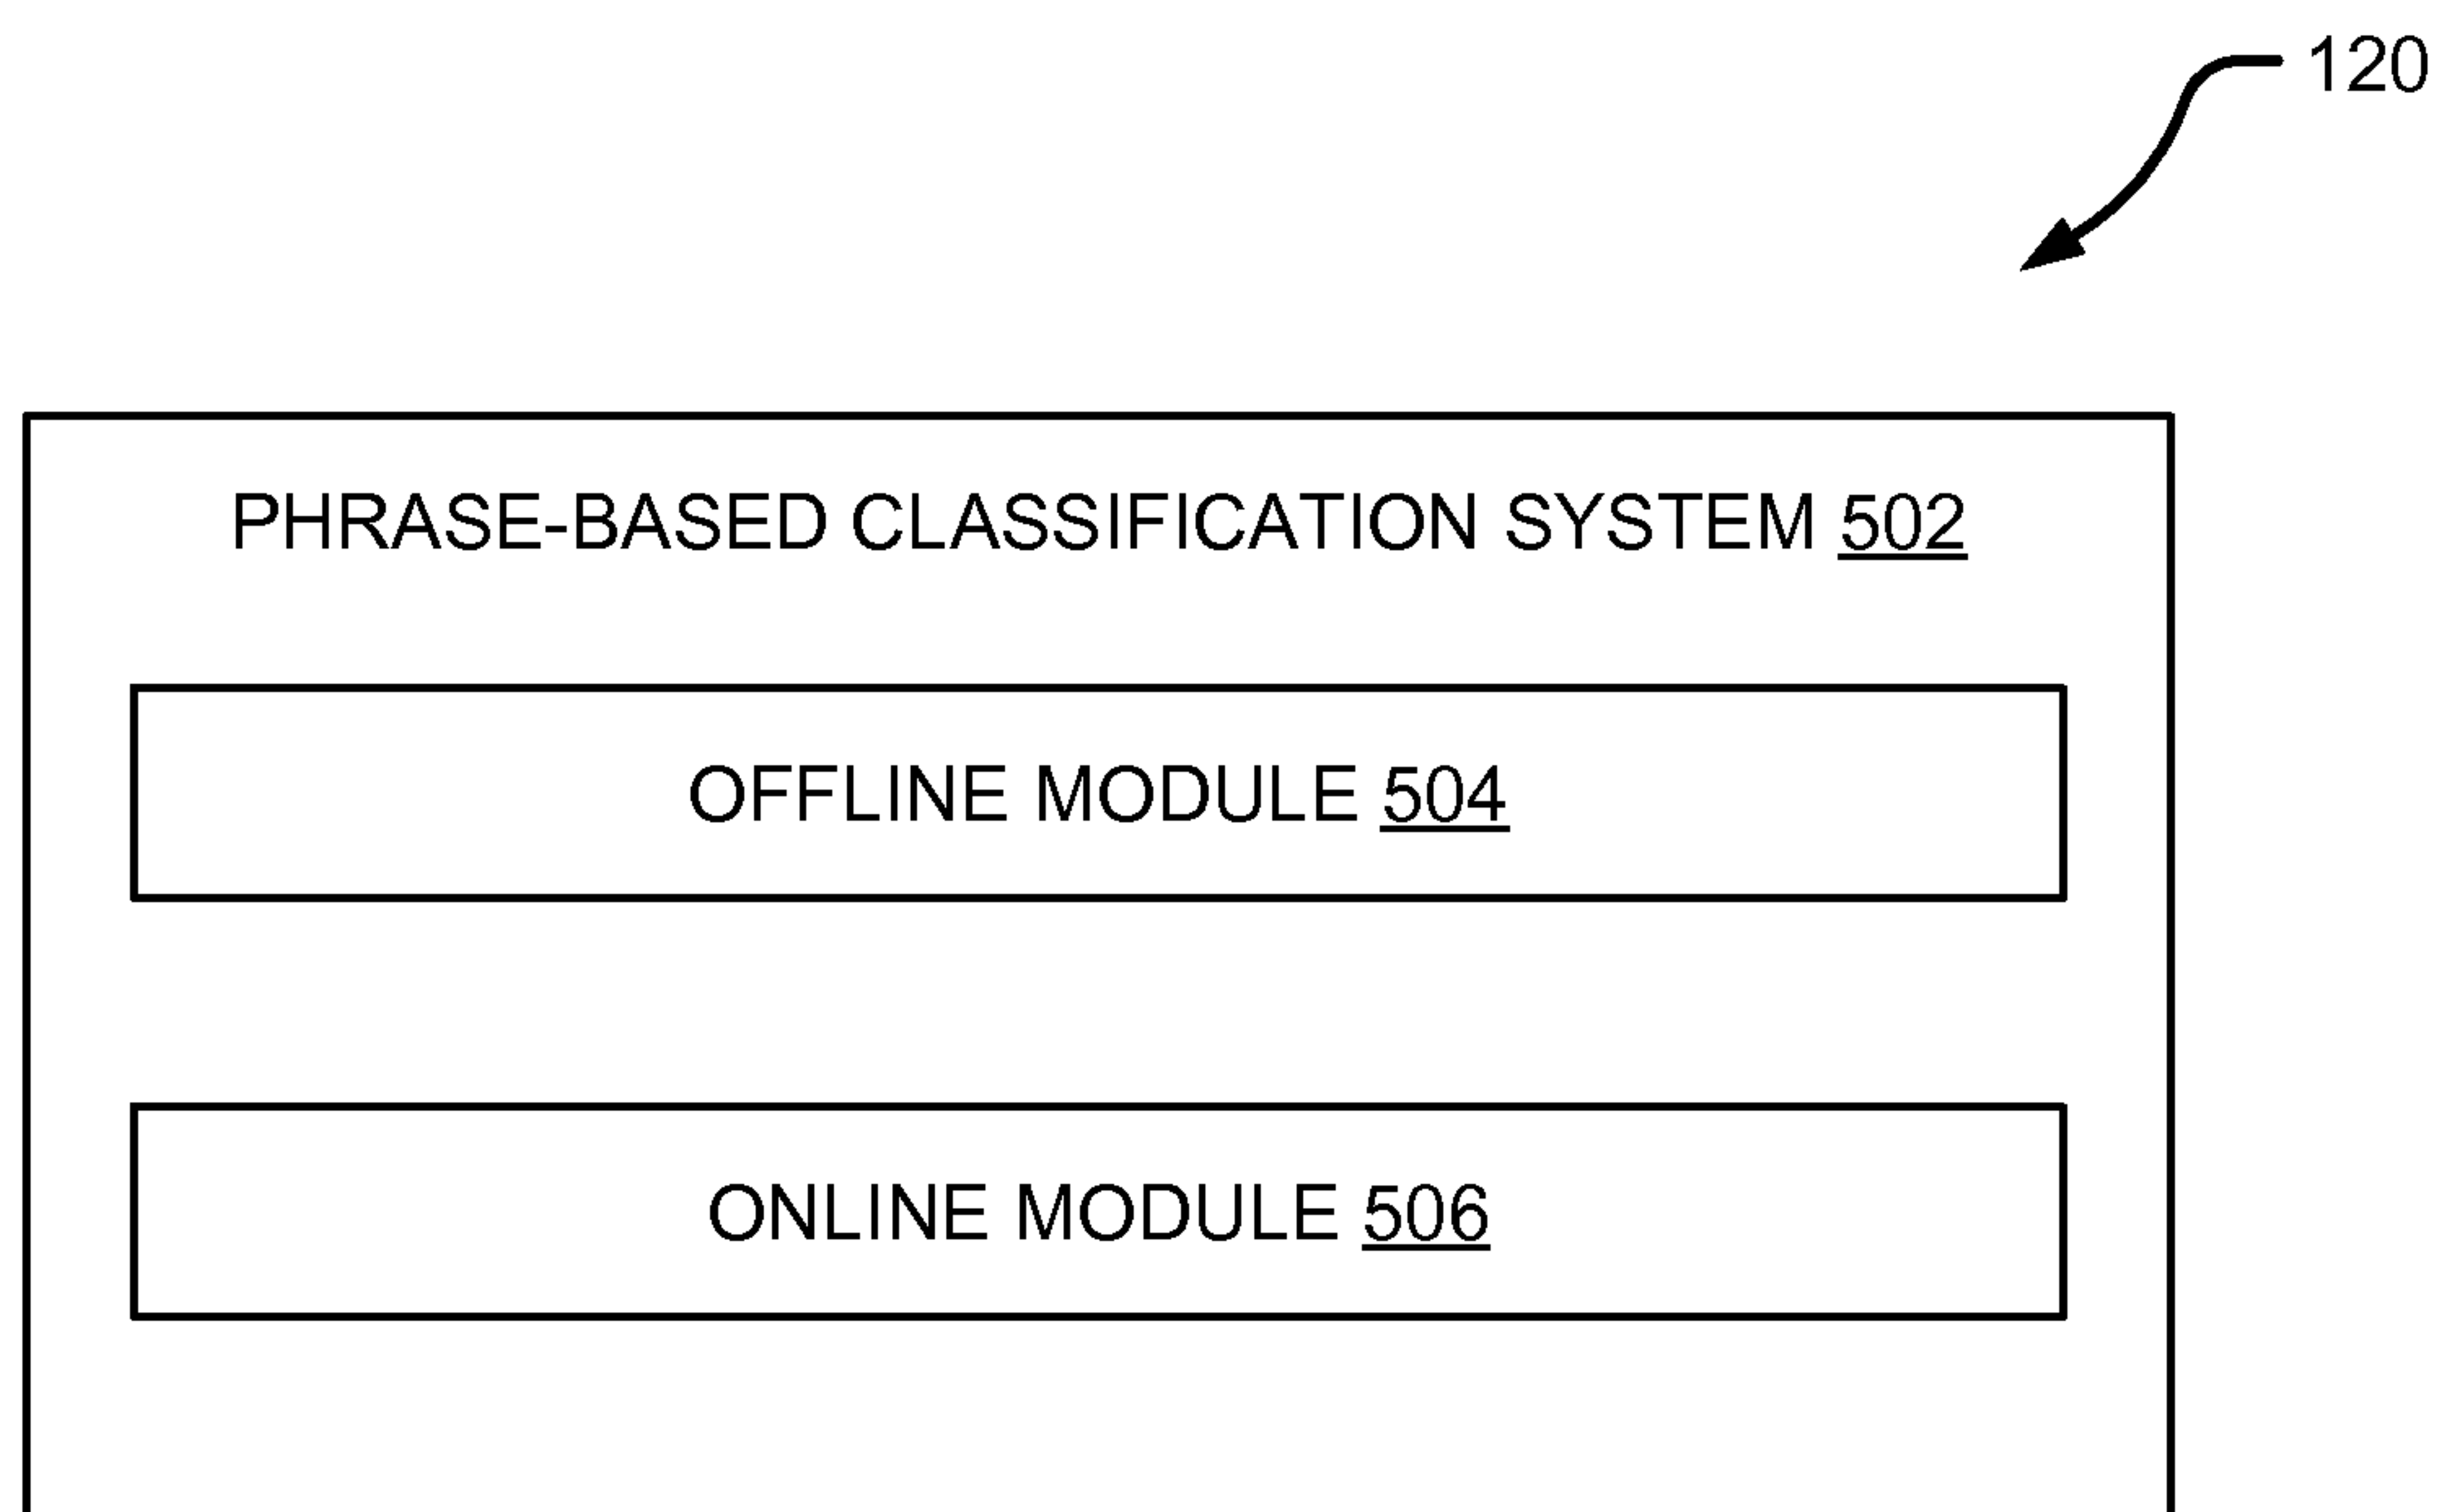 120
PHRASE-BASED CLASSIFICATION SYSTEM 502
OFFLINE MODULE 504
ONLINE MODULE 506